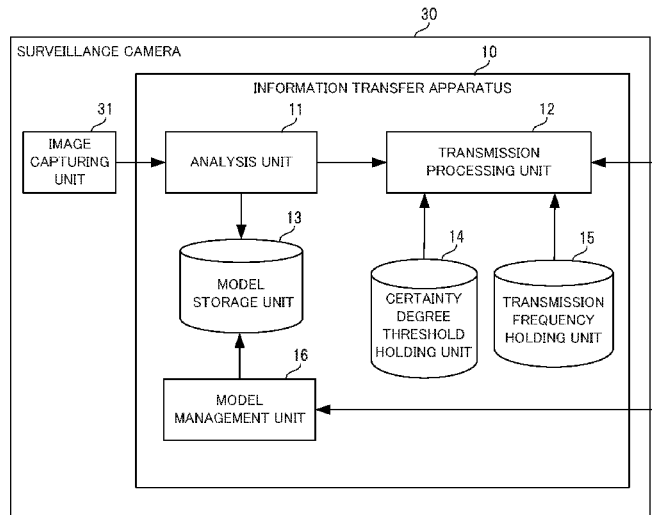 30
SURVEILLANCE CAMERA
10
INFORMATION TRANSFER APPARATUS
31
IMAGE
CAPTURING
UNIT
11
ANALYSIS UNIT
12
TRANSMISSION
PROCESSING UNIT
13
MODEL
STORAGE UNIT
14
CERTAINTY
DEGREE
THRESHOLD
HOLDING UNIT
15
TRANSMISSION
FREQUENCY
HOLDING UNIT
16
MODEL
MANAGEMENT UNIT